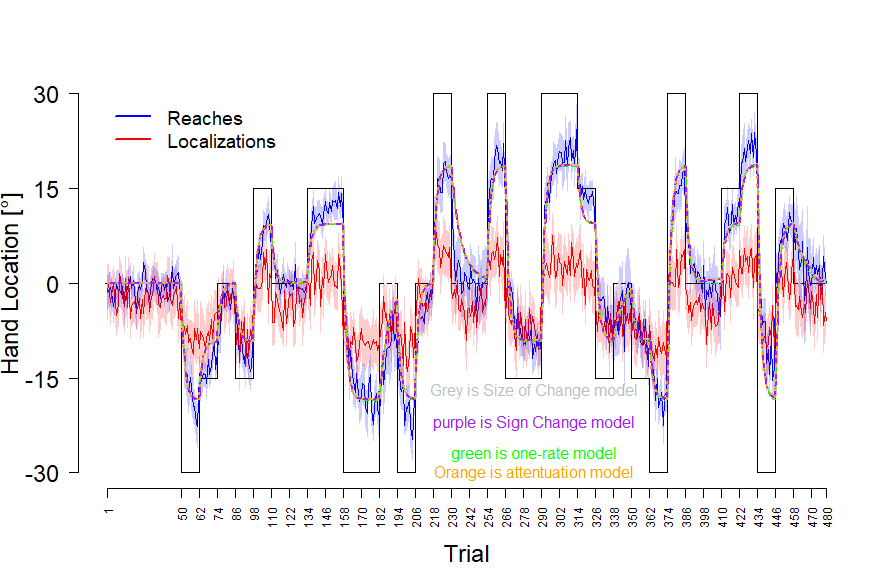 30
15
0
-15
-30
Hand Location [°]
Reaches
Localizations
Grey is Size of Change model
purple is Sign Change model
green is one-rate model
Orange is attentuation model
1 50 62 74 86 98 110 122 134 146 158 170 182 194 206 218 230 242 254 266 278 290 302 314 326 338 350 362 374 386 398 410 422 434 446 458 470 480
Trial